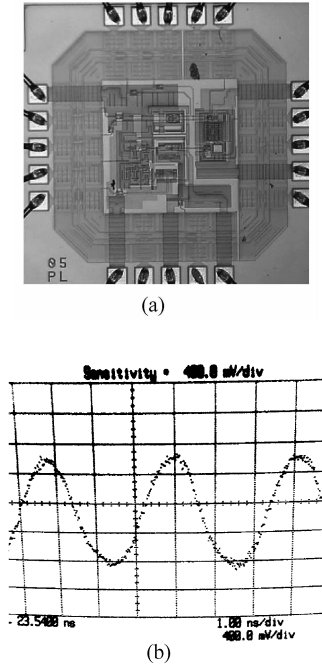 05
PL
(a)
Sensitivity = 400.0 mV/div
- 23.5400 ns 1.00 ns/div
400.0 mV/div
(b)